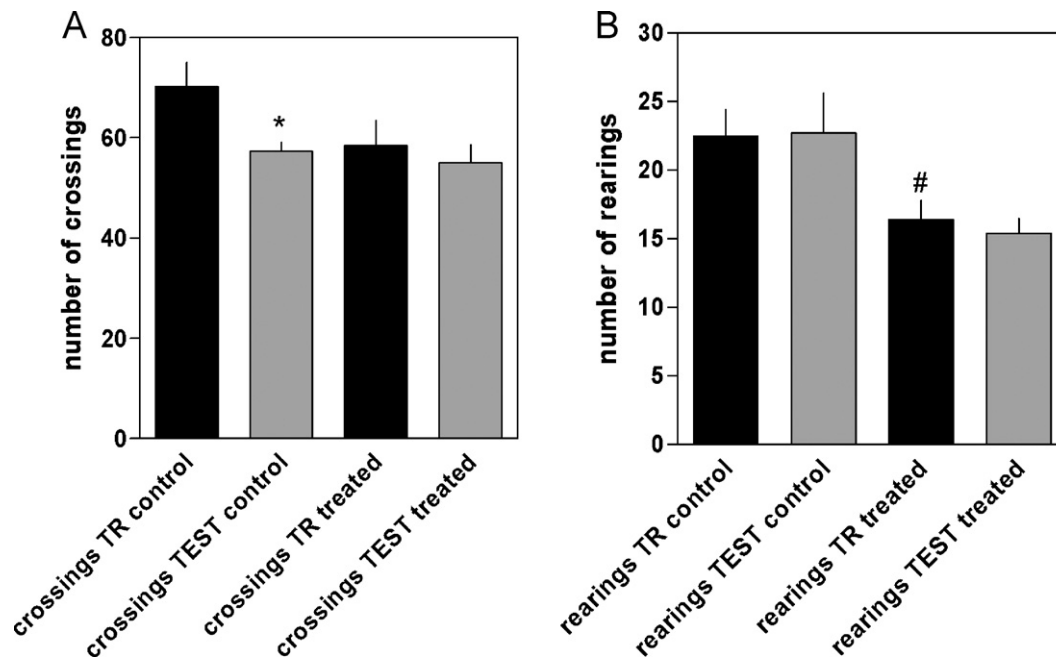 A
number of crossings
80
60
40
20
0
*
crossings TR control
crossings TEST control
crossings TR treated
crossings TEST treated
B
number of rearings
30
25
20
15
10
5
0
#
rearings TR control
rearings TEST control
rearings TR treated
rearings TEST treated